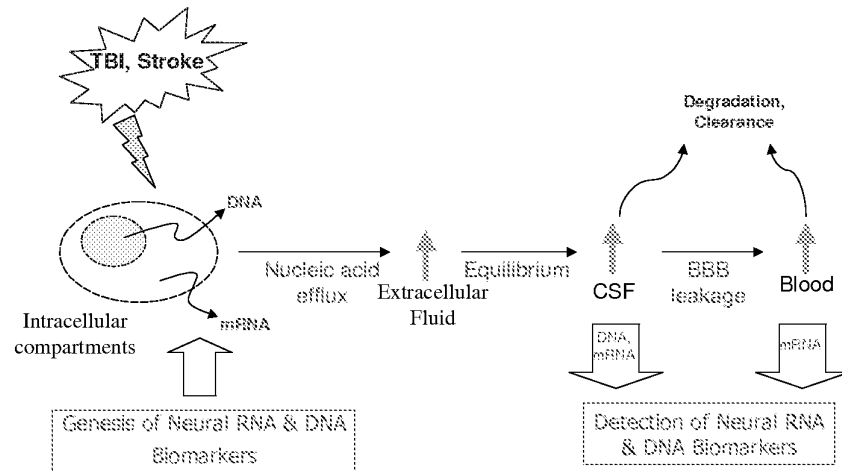 TBI, Stroke
Degradation,
Clearance
DNA
Nucleic acid
efflux
Extracellular
Fluid
Equilibrium
CSF
BBB
leakage
Blood
Intracellular
compartments
mRNA
DNA,
mRNA
mRNA
Genesis of Neural RNA & DNA
Biomarkers
Detection of Neural RNA
& DNA Biomarkers